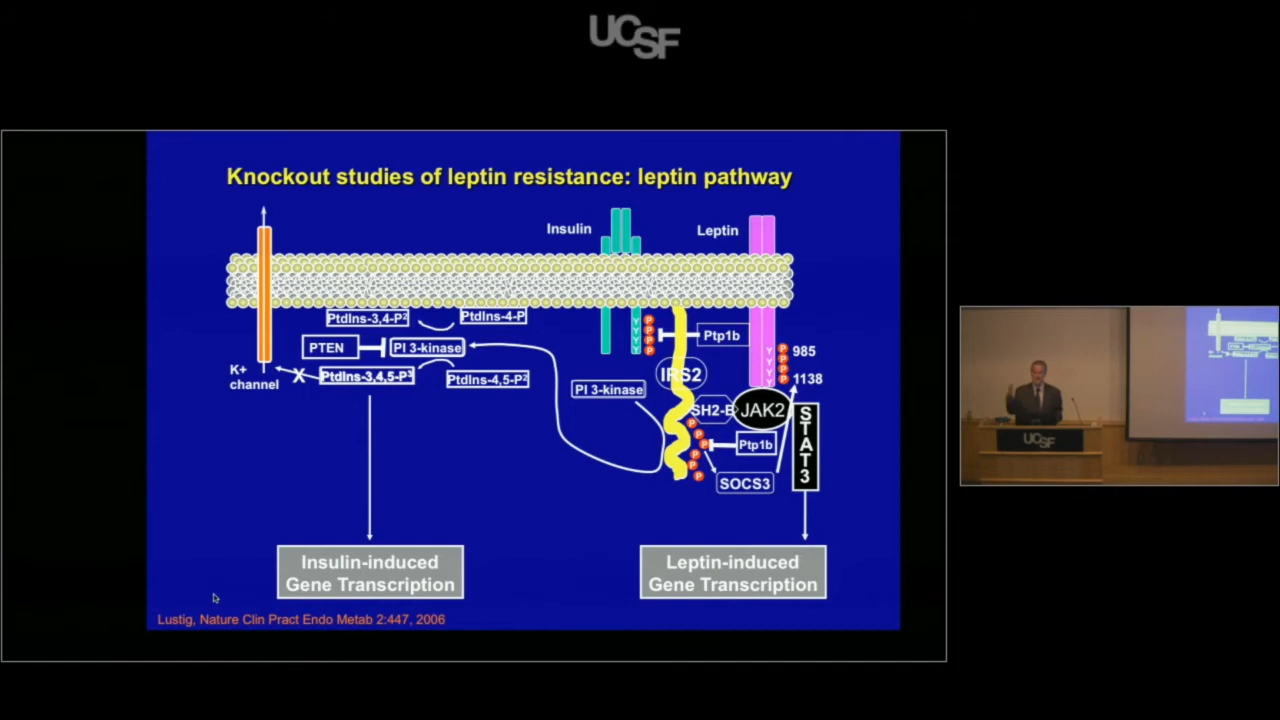 UCSF
Knockout studies of leptin resistance: leptin pathway
Insulin
Leptin
PtdIns-3,4-P²
PtdIns-4-P
PTEN
PI 3-kinase
Ptp1b
Y
Y
Y
Y
P
P
P
P
K+
channel
X
PtdIns-3,4,5-P³
PtdIns-4,5-P²
PI 3-kinase
IRS2
Y
Y
Y
Y
P
P
P
P
985
1138
SH2-B
JAK2
STAT3
P
P
P
P
P
P
Ptp1b
SOCS3
Insulin-induced
Gene Transcription
Leptin-induced
Gene Transcription
Lustig, Nature Clin Pract Endo Metab 2:447, 2006
UCSF